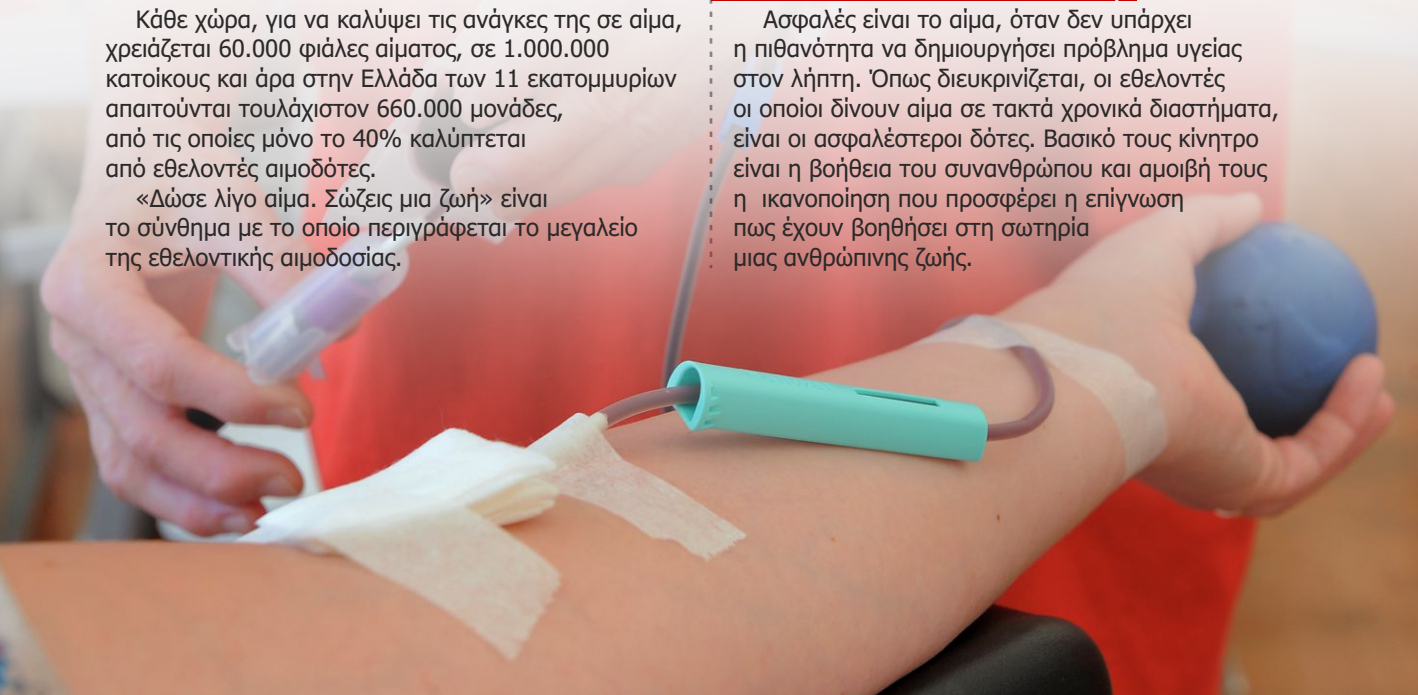 Κάθε χώρα, για να καλύψει τις ανάγκες της σε αίμα,
χρειάζεται 60.000 φιάλες αίματος, σε 1.000.000
κατοίκους και άρα στην Ελλάδα των 11 εκατομμυρίων
απαιτούνται τουλάχιστον 660.000 μονάδες,
από τις οποίες μόνο το 40% καλύπτεται
από εθελοντές αιμοδότες.
«Δώσε λίγο αίμα. Σώζεις μια ζωή» είναι
το σύνθημα με το οποίο περιγράφεται το μεγαλείο
της εθελοντικής αιμοδοσίας.
Ασφαλές είναι το αίμα, όταν δεν υπάρχει
η πιθανότητα να δημιουργήσει πρόβλημα υγείας
στον λήπτη. Όπως διευκρινίζεται, οι εθελοντές
οι οποίοι δίνουν αίμα σε τακτά χρονικά διαστήματα,
είναι οι ασφαλέστεροι δότες. Βασικό τους κίνητρο
είναι η βοήθεια του συνανθρώπου και αμοιβή τους
η ικανοποίηση που προσφέρει η επίγνωση
πως έχουν βοηθήσει στη σωτηρία
μιας ανθρώπινης ζωής.